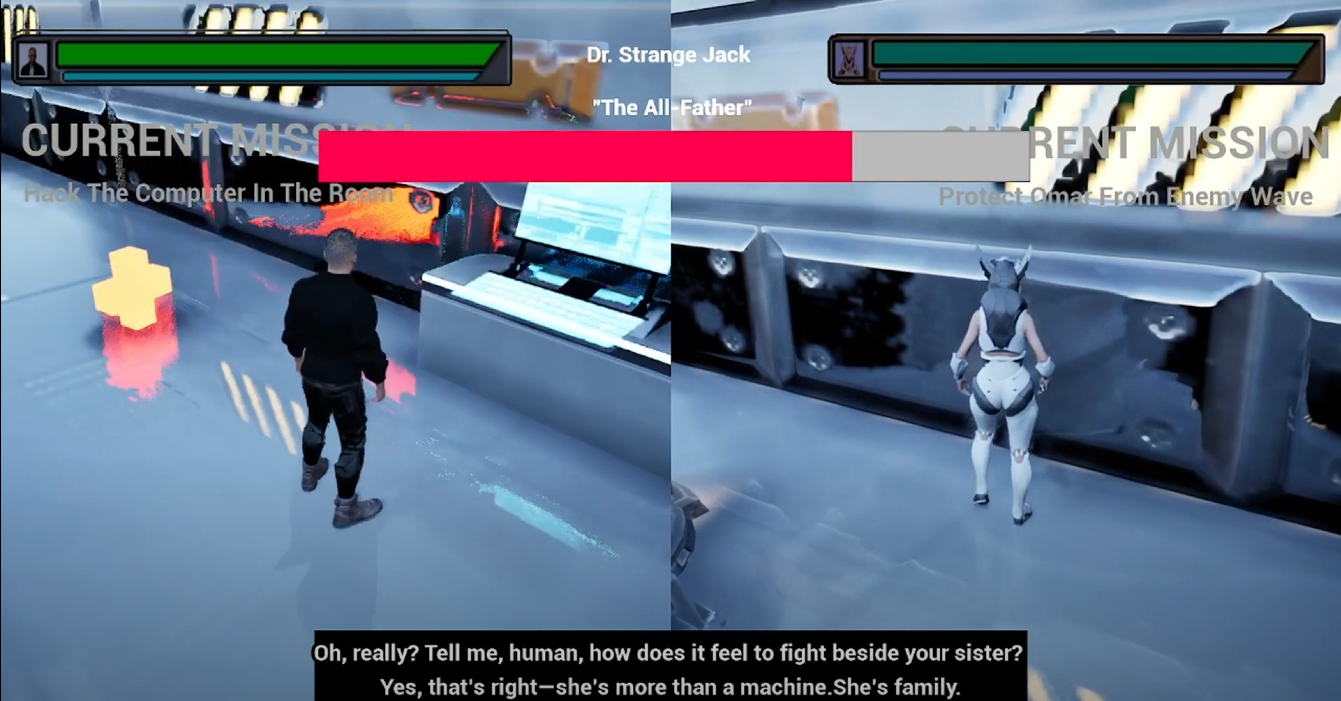 Dr. Strange Jack
"The All-Father"
CURRENT MISSION
Hack The Computer In The Room
CURRENT MISSION
Protect Omar From Enemy Wave
Oh, really? Tell me, human, how does it feel to fight beside your sister?
Yes, that's right—she's more than a machine.She's family.